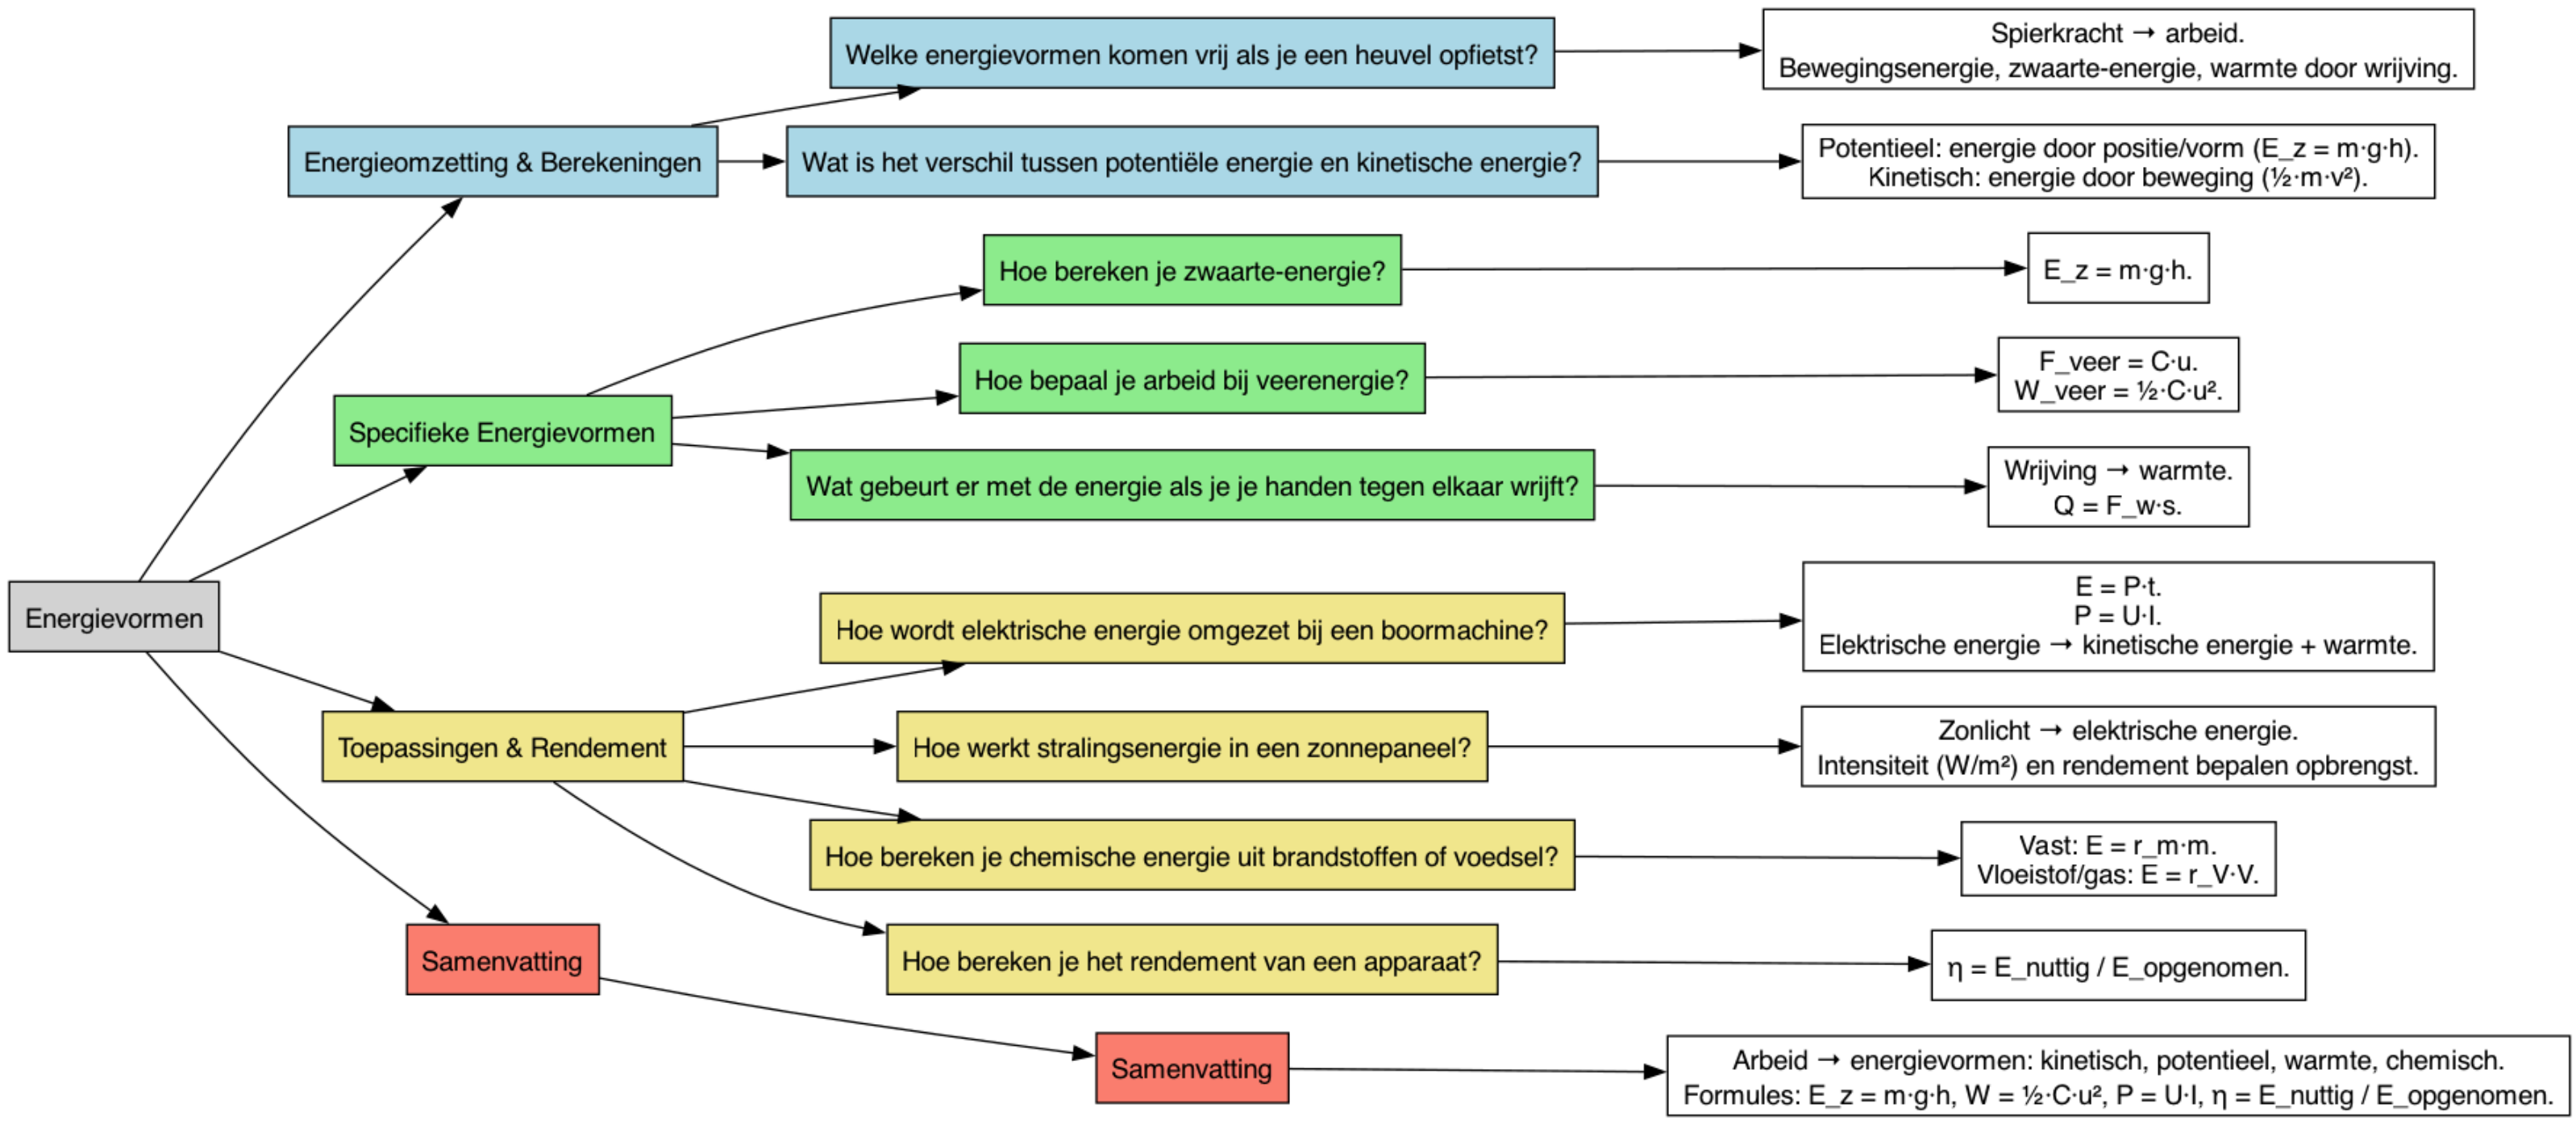 Energievormen
Energieomzetting & Berekeningen
Welke energievormen komen vrij als je een heuvel opfietst?
Spierkracht → arbeid.
Bewegingsenergie, zwaarte-energie, warmte door wrijving.
Wat is het verschil tussen potentiële energie en kinetische energie?
Potentieel: energie door positie/vorm (E_z = m·g·h).
Kinetisch: energie door beweging (½·m·v²).
Specifieke Energievormen
Hoe bereken je zwaarte-energie?
E_z = m·g·h.
Hoe bepaal je arbeid bij veerenergie?
F_veer = C·u.
W_veer = ½·C·u².
Wat gebeurt er met de energie als je je handen tegen elkaar wrijft?
Wrijving → warmte.
Q = F_w·s.
Toepassingen & Rendement
Hoe wordt elektrische energie omgezet bij een boormachine?
E = P·t.
P = U·I.
Elektrische energie → kinetische energie + warmte.
Hoe werkt stralingsenergie in een zonnepaneel?
Zonlicht → elektrische energie.
Intensiteit (W/m²) en rendement bepalen opbrengst.
Hoe bereken je chemische energie uit brandstoffen of voedsel?
Vast: E = r_m·m.
Vloeistof/gas: E = r_V·V.
Hoe bereken je het rendement van een apparaat?
η = E_nuttig / E_opgenomen.
Samenvatting
Samenvatting
Arbeid → energievormen: kinetisch, potentieel, warmte, chemisch.
Formules: E_z = m·g·h, W = ½·C·u², P = U·I, η = E_nuttig / E_opgenomen.